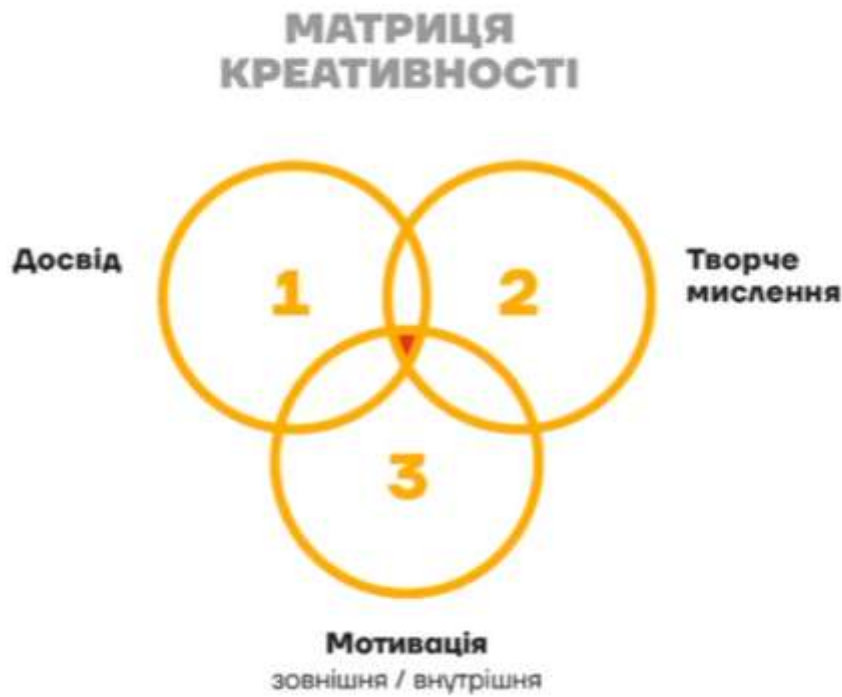 МАТРИЦЯ
КРЕАТИВНОСТІ
Досвід
1
2
Творче
мислення
3
Мотивація
зовнішня / внутрішня